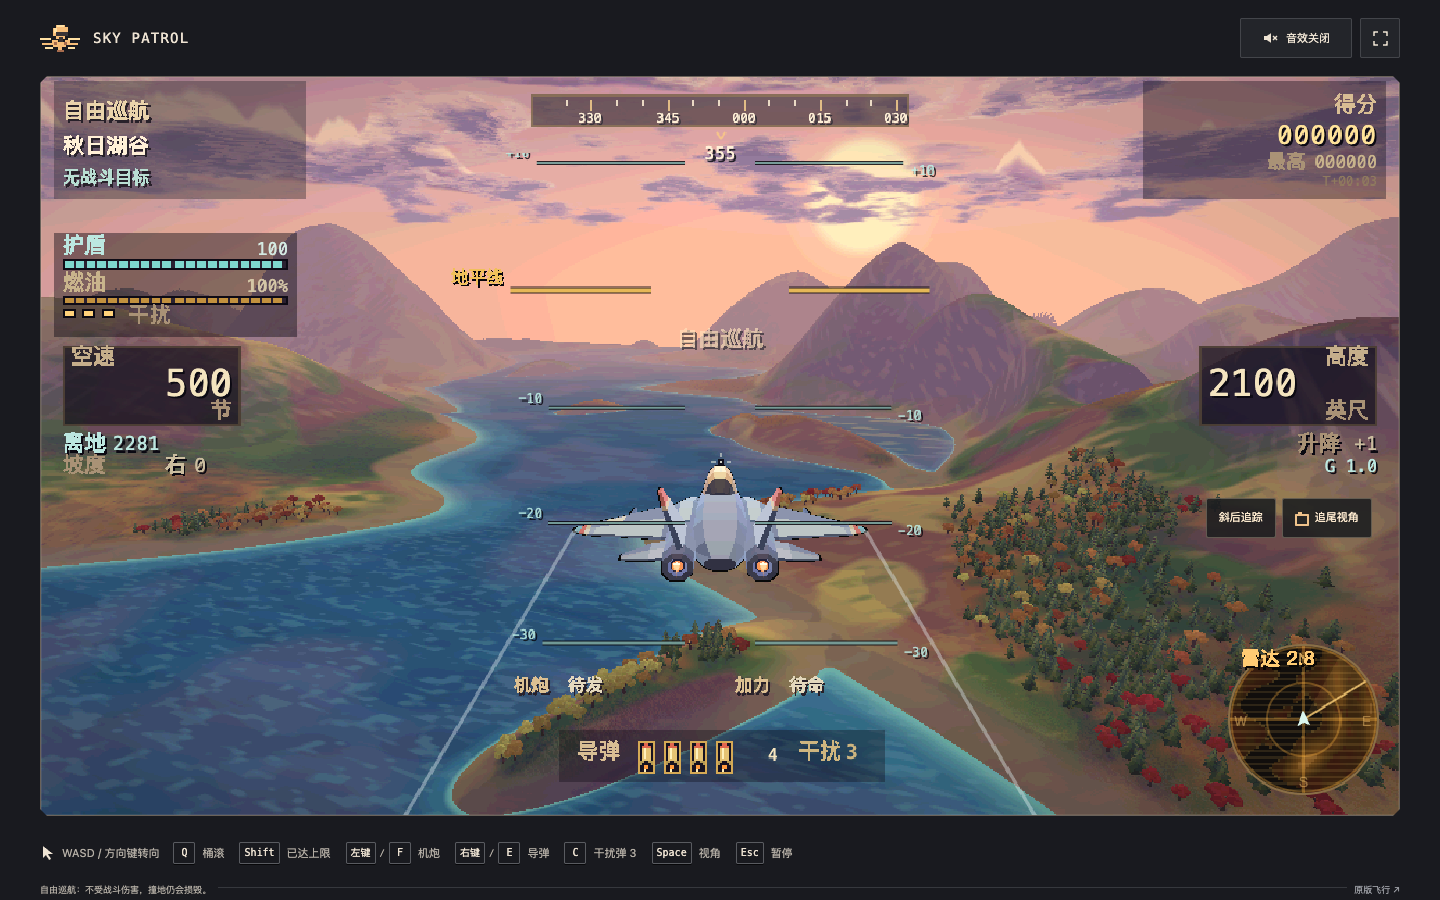 SKY PATROL
音效关闭
自由巡航
秋日湖谷
无战斗目标
330 345 000 015 030
355
得分
000000
最高 000000
T+00:03
+10 +10
护盾 100
燃油 100%
干扰
地平线
自由巡航
空速
500
节
离地 2281
坡度 右 0
高度
2100
英尺
升降 +1
G 1.0
-10 -10
-20 -20
-30 -30
斜后追踪 追尾视角
雷达 2.8
N
W E
S
机炮 待发 加力 待命
导弹 4 干扰 3
WASD / 方向键转向 Q 桶滚 Shift 已达上限 左键 / F 机炮 右键 / E 导弹 C 干扰弹 3 Space 视角 Esc 暂停
自由巡航：不受战斗伤害，撞地仍会损毁。
原版飞行 ↗